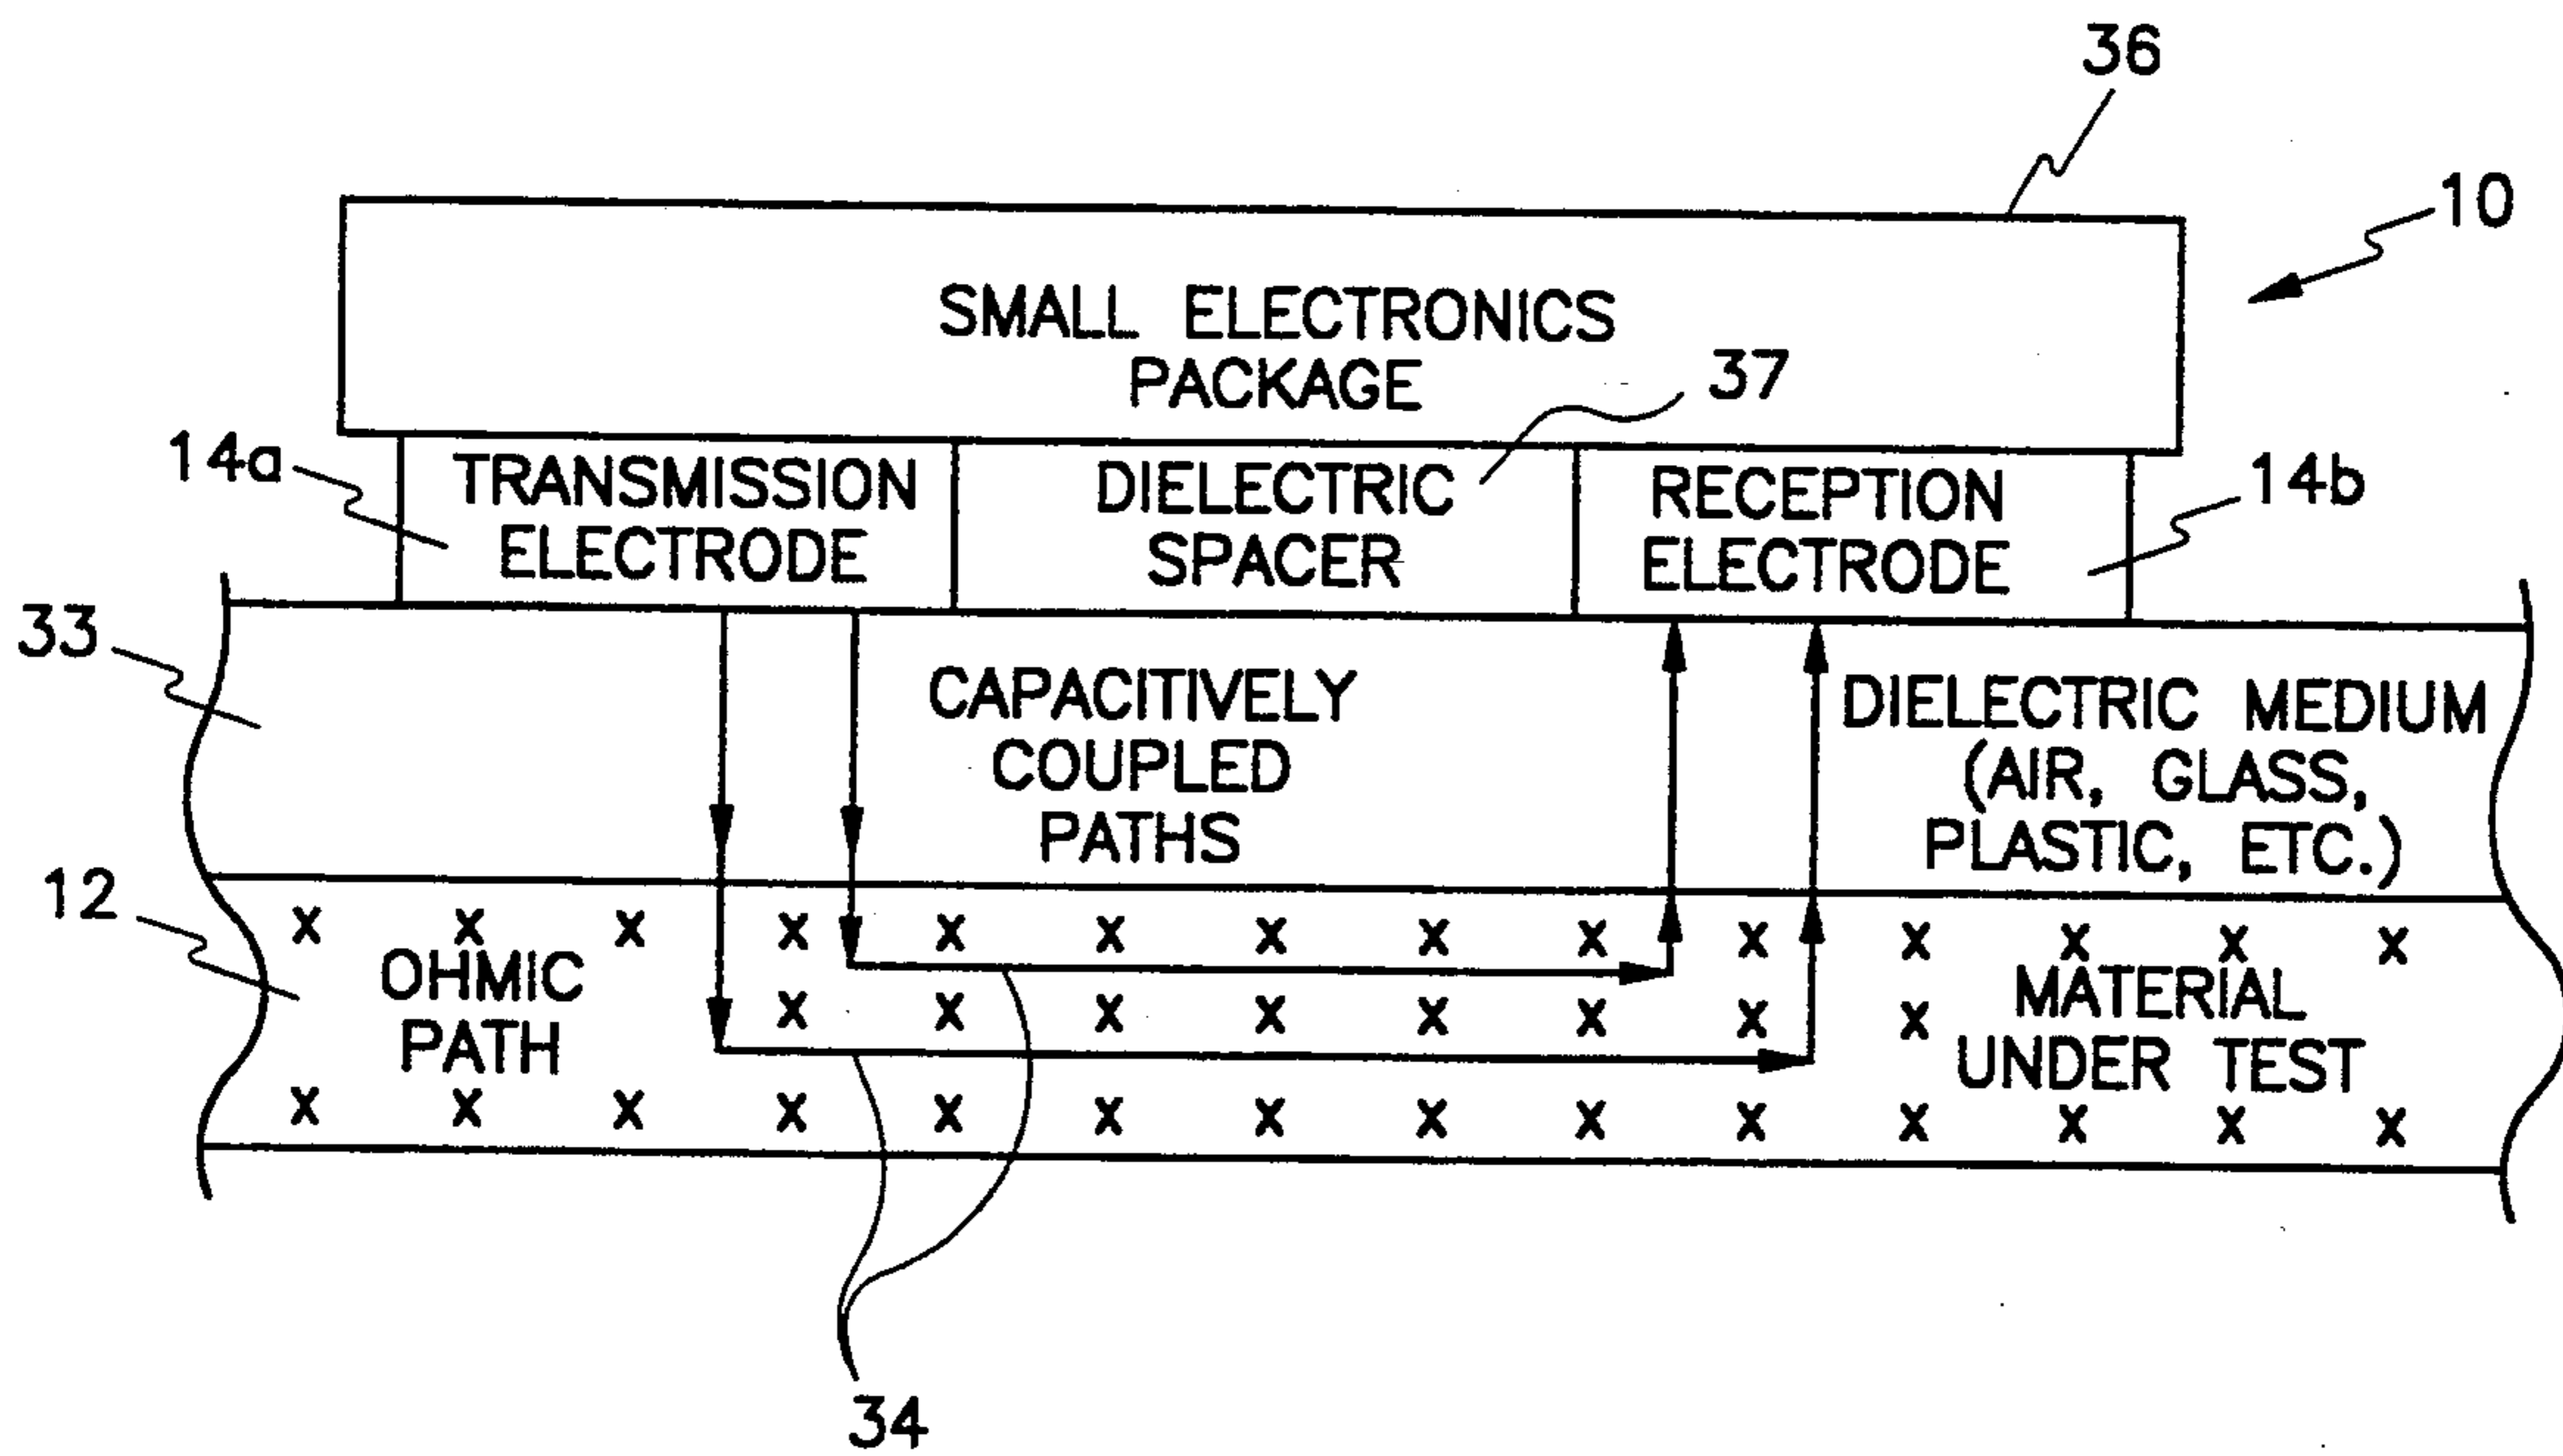 36
10
SMALL ELECTRONICS
PACKAGE
37
14a
TRANSMISSION
ELECTRODE
DIELECTRIC
SPACER
RECEPTION
ELECTRODE
14b
33
CAPACITIVELY
COUPLED
PATHS
DIELECTRIC MEDIUM
(AIR, GLASS,
PLASTIC, ETC.)
12
X X X X X X X X X X X X X X
OHMIC
PATH
X X X X X X X X
MATERIAL
UNDER TEST
X X X X X X X X X X X X X X
34